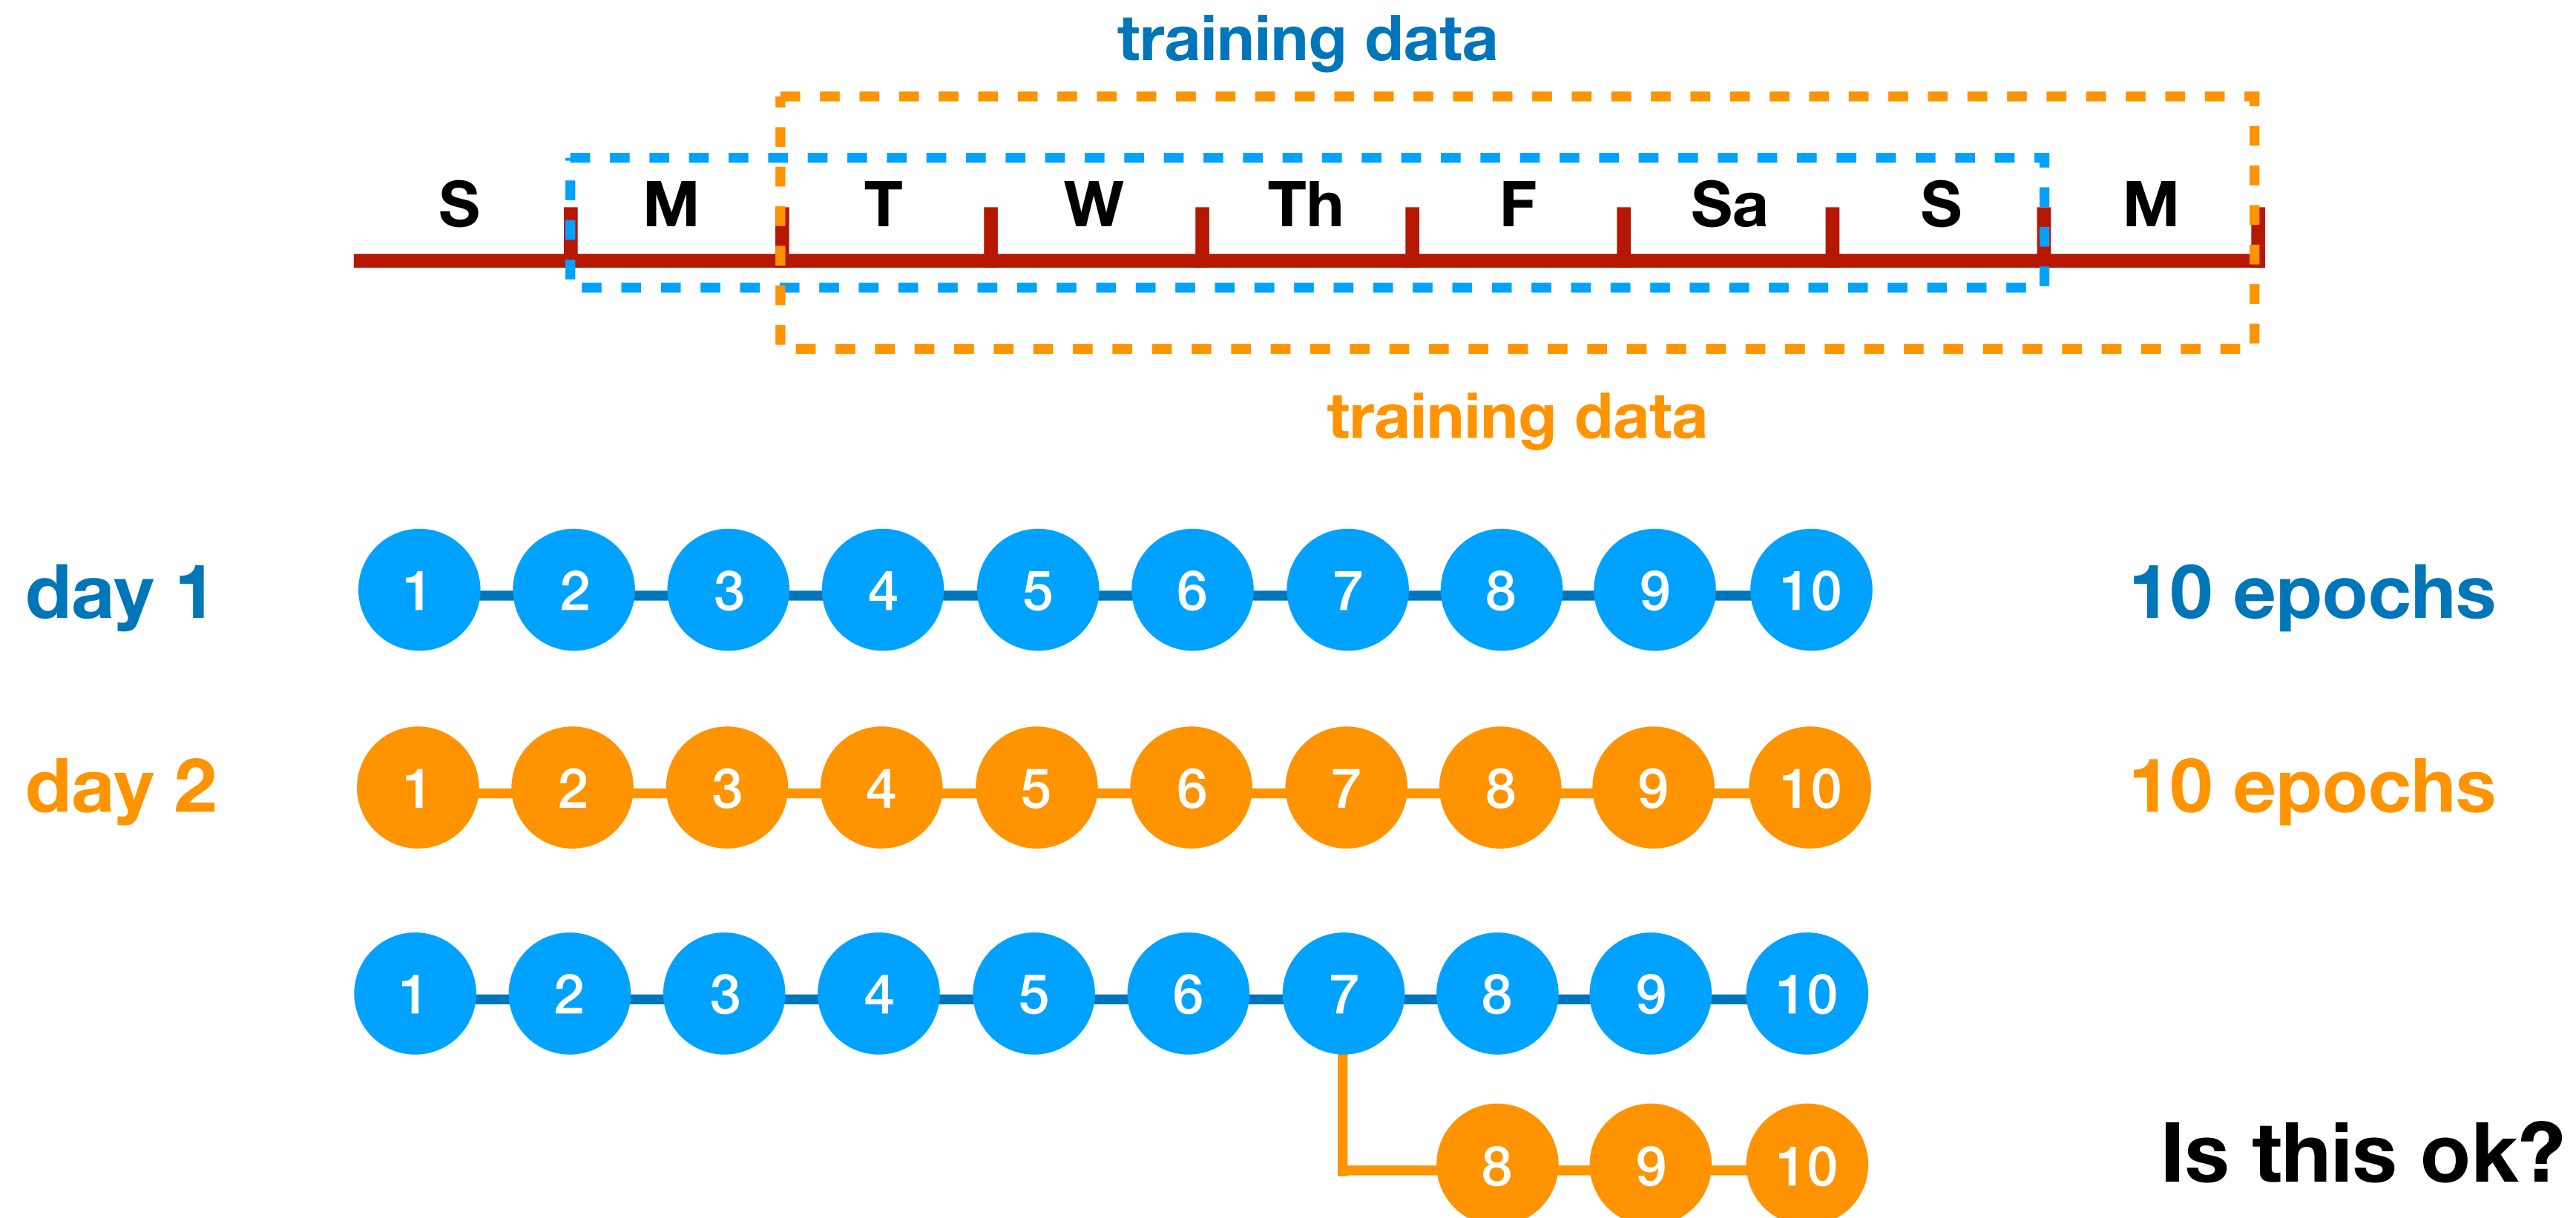 training data
S M T W Th F Sa S M
training data
day 1 1 2 3 4 5 6 7 8 9 10 10 epochs
day 2 1 2 3 4 5 6 7 8 9 10 10 epochs
1 2 3 4 5 6 7 8 9 10
8 9 10 Is this ok?